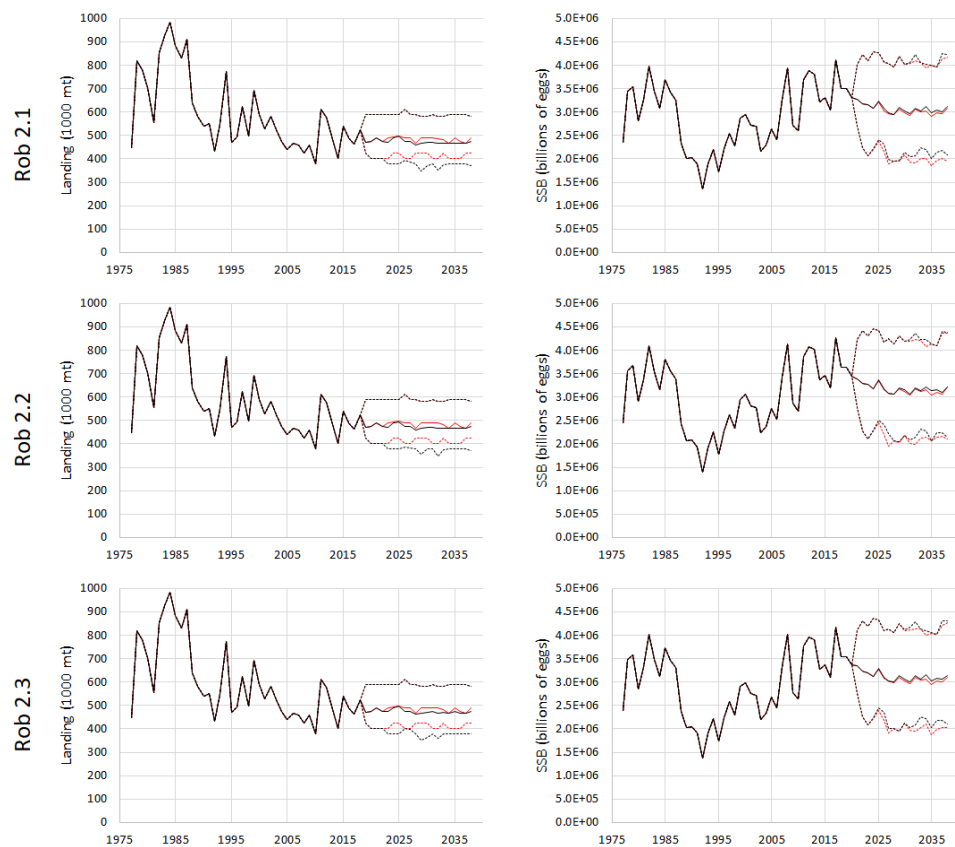 Rob 2.1
Landing (1000 mt)
1000
900
800
700
600
500
400
300
200
100
0
1975 1985 1995 2005 2015 2025 2035
SSB (billions of eggs)
5.0E+06
4.5E+06
4.0E+06
3.5E+06
3.0E+06
2.5E+06
2.0E+06
1.5E+06
1.0E+06
5.0E+05
0.0E+00
1975 1985 1995 2005 2015 2025 2035
Rob 2.2
Landing (1000 mt)
1000
900
800
700
600
500
400
300
200
100
0
1975 1985 1995 2005 2015 2025 2035
SSB (billions of eggs)
5.0E+06
4.5E+06
4.0E+06
3.5E+06
3.0E+06
2.5E+06
2.0E+06
1.5E+06
1.0E+06
5.0E+05
0.0E+00
1975 1985 1995 2005 2015 2025 2035
Rob 2.3
Landing (1000 mt)
1000
900
800
700
600
500
400
300
200
100
0
1975 1985 1995 2005 2015 2025 2035
SSB (billions of eggs)
5.0E+06
4.5E+06
4.0E+06
3.5E+06
3.0E+06
2.5E+06
2.0E+06
1.5E+06
1.0E+06
5.0E+05
0.0E+00
1975 1985 1995 2005 2015 2025 2035